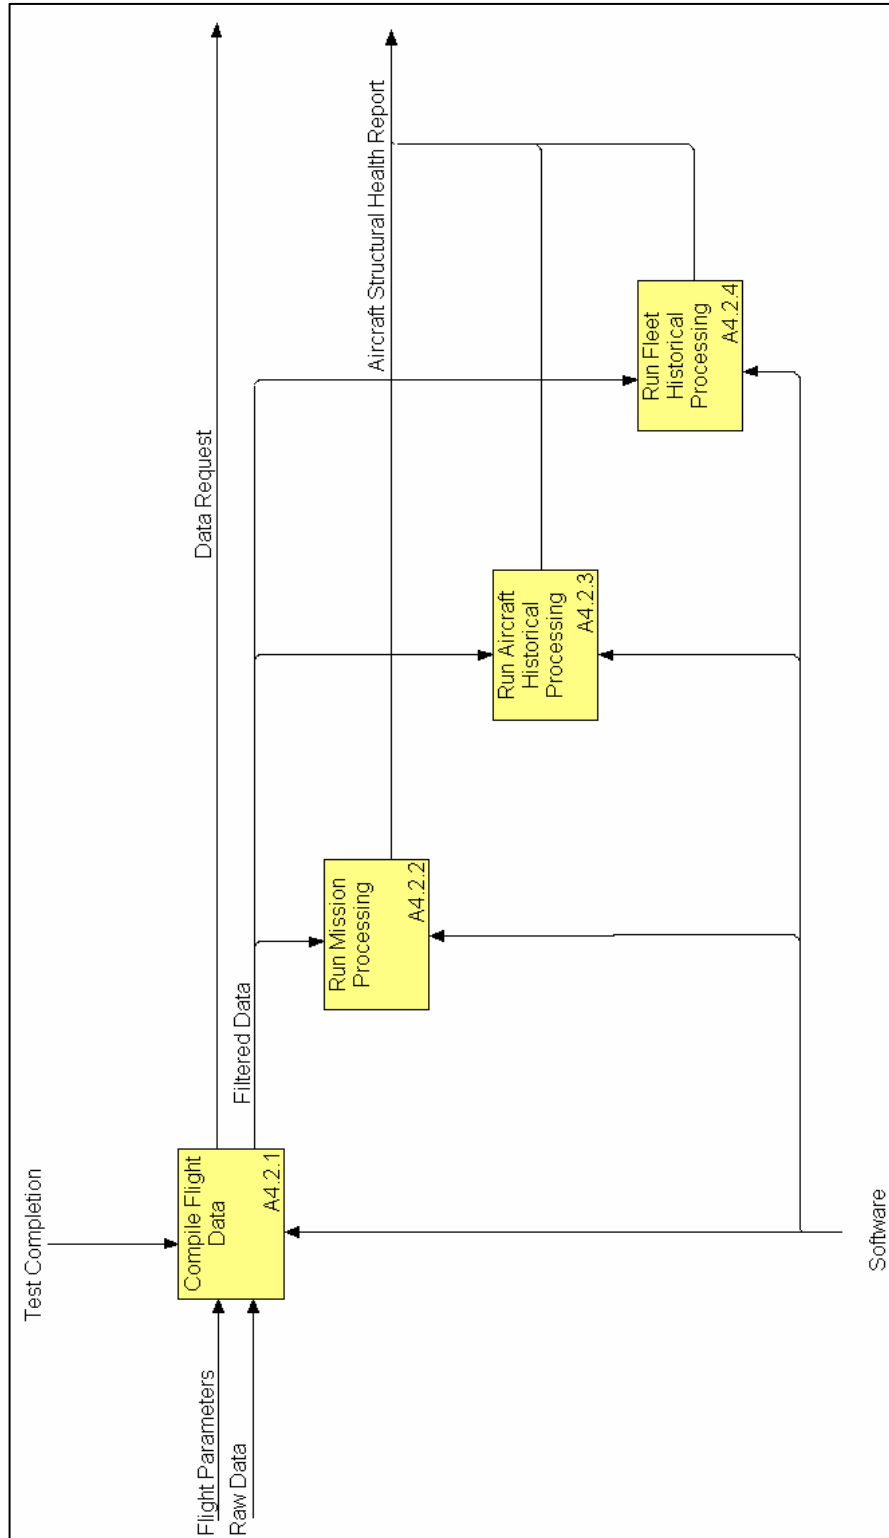 Test Completion
Flight Parameters
Raw Data
Compile Flight
Data
A4.2.1
Data Request
Filtered Data
Run Mission
Processing
A4.2.2
Aircraft Structural Health Report
Run Aircraft
Historical
Processing
A4.2.3
Run Fleet
Historical
Processing
A4.2.4
Software